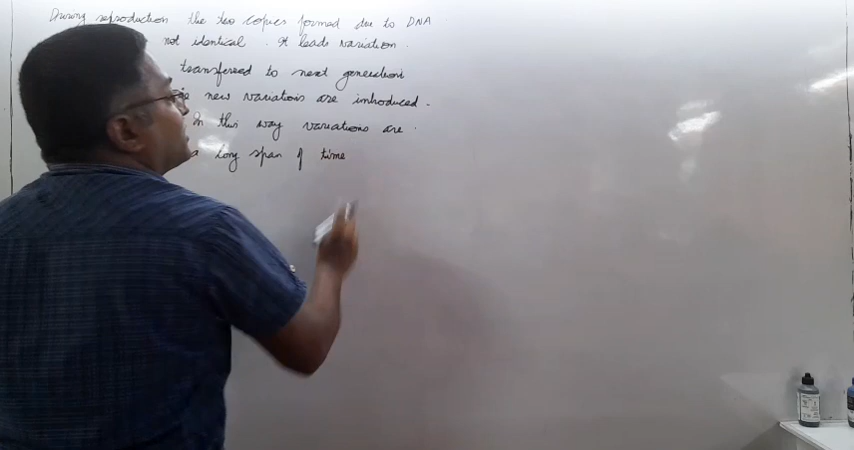 During reproduction the two copies formed due to DNA
not identical. It leads variation.
transfered to next generation
new variations are introduced.
In this way variations are
a long span of time